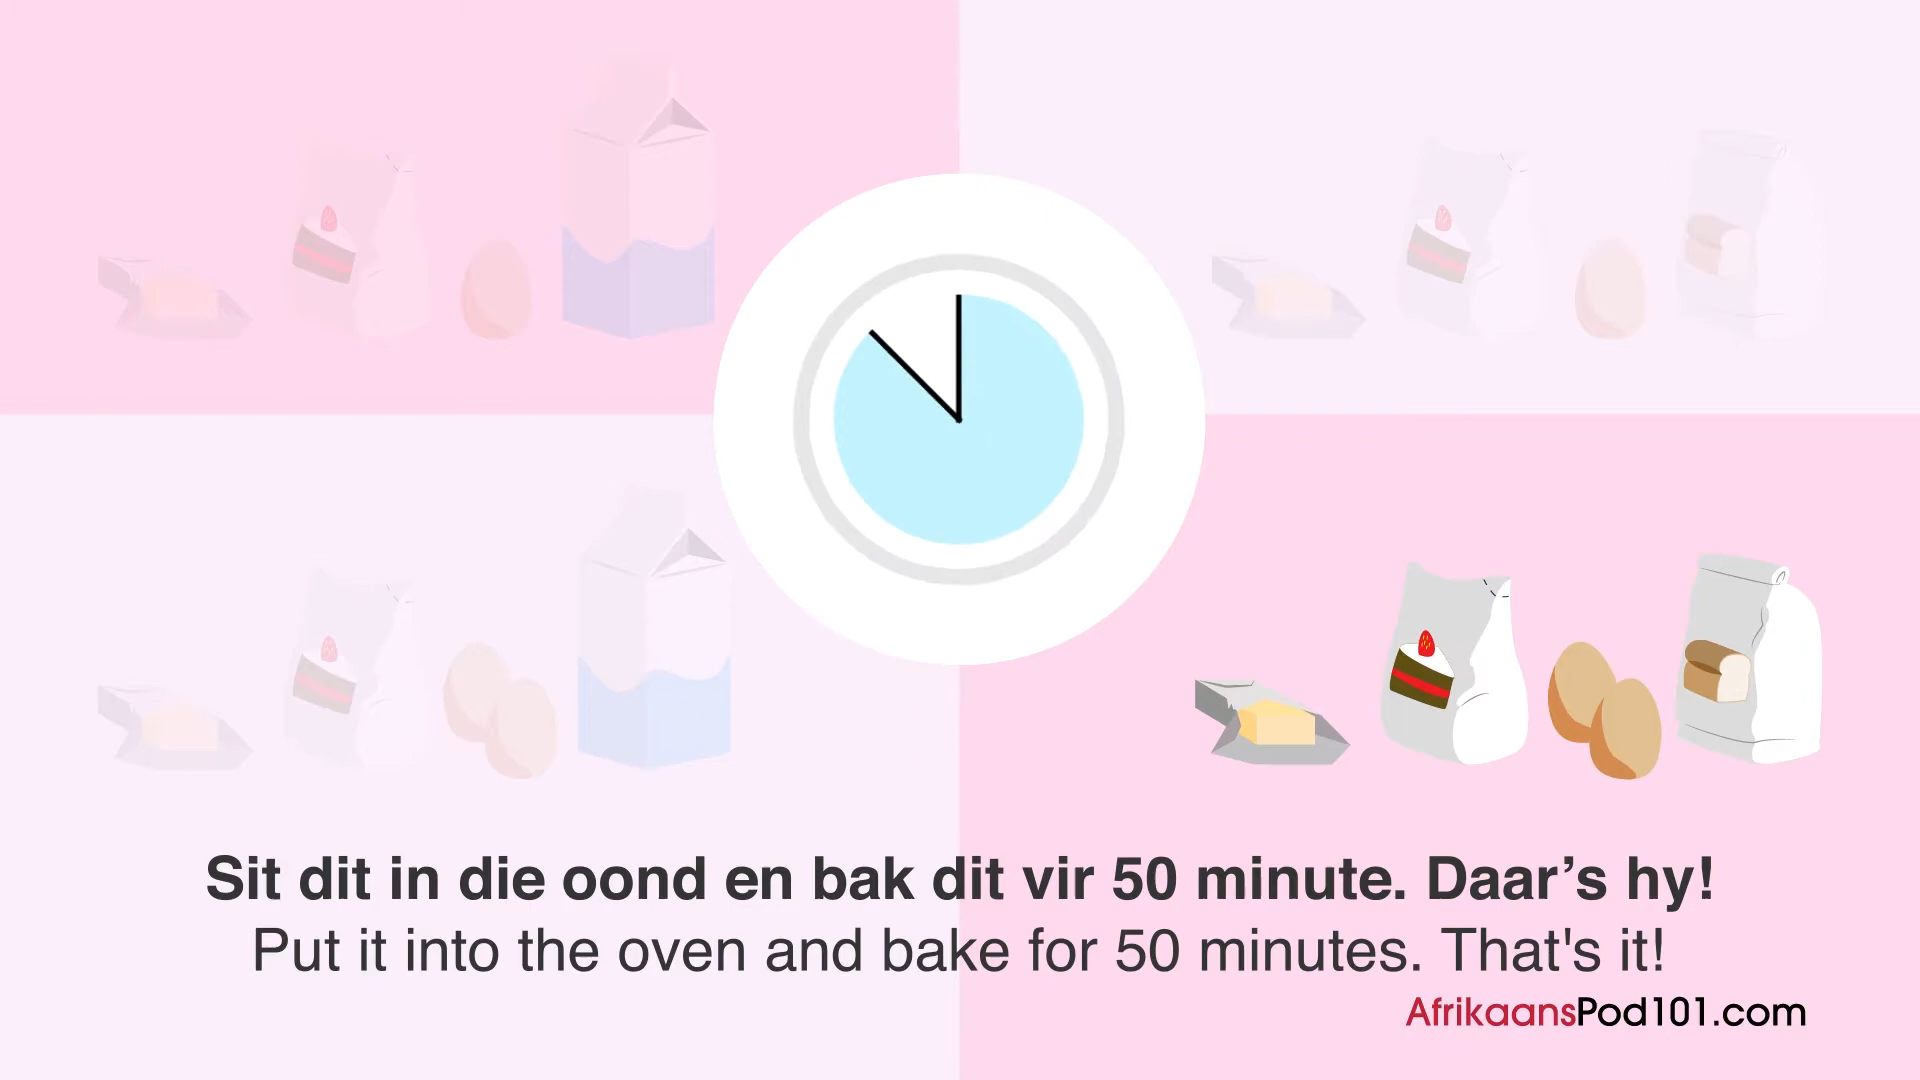 Sit dit in die oond en bak dit vir 50 minute. Daar’s hy!
Put it into the oven and bake for 50 minutes. That's it!
AfrikaansPod101.com